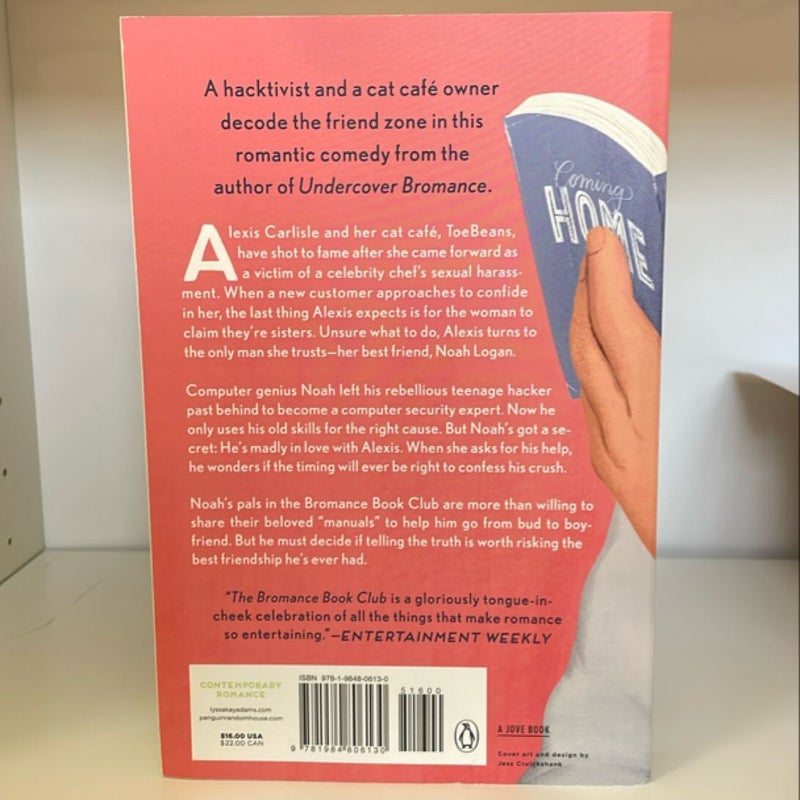 A hacktivist and a cat café owner
decode the friend zone in this
romantic comedy from the
author of Undercover Bromance.
Coming
HOME
Alexis Carlisle and her cat café, ToeBeans,
have shot to fame after she came forward as
a victim of a celebrity chef's sexual harass-
ment. When a new customer approaches to confide
in her, the last thing Alexis expects is for the woman to
claim they're sisters. Unsure what to do, Alexis turns to
the only man she trusts—her best friend, Noah Logan.
Computer genius Noah left his rebellious teenage hacker
past behind to become a computer security expert. Now he
only uses his old skills for the right cause. But Noah's got a se-
cret: He's madly in love with Alexis. When she asks for his help,
he wonders if the timing will ever be right to confess his crush.
Noah's pals in the Bromance Book Club are more than willing to
share their beloved "manuals" to help him go from bud to boy-
friend. But he must decide if telling the truth is worth risking the
best friendship he's ever had.
"The Bromance Book Club is a gloriously tongue-in-
cheek celebration of all the things that make romance
so entertaining."—ENTERTAINMENT WEEKLY
CONTEMPORARY
ROMANCE
lyssakayadams.com
penguinrandomhouse.com
$16.00 USA
$22.00 CAN
ISBN 978-1-9848-0613-0
51600
9 781984 806130
A JOVE BOOK
Cover art and design by
Jess Cruickshank